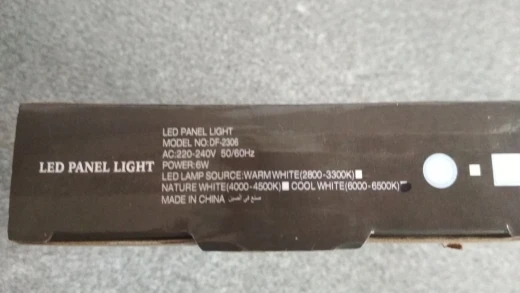 LED PANEL LIGHT
LED PANEL LIGHT
MODEL NO:DF-2306
AC:220-240V 50/60Hz
POWER:6W
LED LAMP SOURCE:WARM WHITE(2800-3300K)
NATURE WHITE(4000-4500K) COOL WHITE(6000-6500K)
MADE IN CHINA صنع في الصين